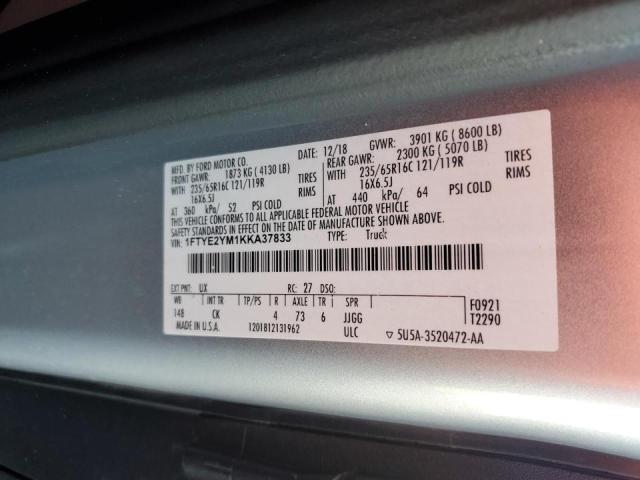 MFD. BY FORD MOTOR CO.
DATE: 12/18 GVWR: 3901 KG ( 8600 LB)
FRONT GAWR: 1873 KG ( 4130 LB) REAR GAWR: 2300 KG ( 5070 LB)
WITH 235/65R16C 121/119R TIRES WITH 235/65R16C 121/119R TIRES
16X6.5J RIMS 16X6.5J RIMS
AT 360 kPa/ 52 PSI COLD AT 440 kPa/ 64 PSI COLD
THIS VEHICLE CONFORMS TO ALL APPLICABLE FEDERAL MOTOR VEHICLE
SAFETY STANDARDS IN EFFECT ON THE DATE OF MANUFACTURE SHOWN ABOVE.
VIN: 1FTYE2YM1KKA37833 TYPE: Truck
EXT PNT: UX RC: 27 DSO:
WB INT TR TP/PS R AXLE TR SPR F0921
148 CK 4 73 6 JJGG T2290
MADE IN U.S.A. 1201812131962 ULC ▽ 5U5A-3520472-AA